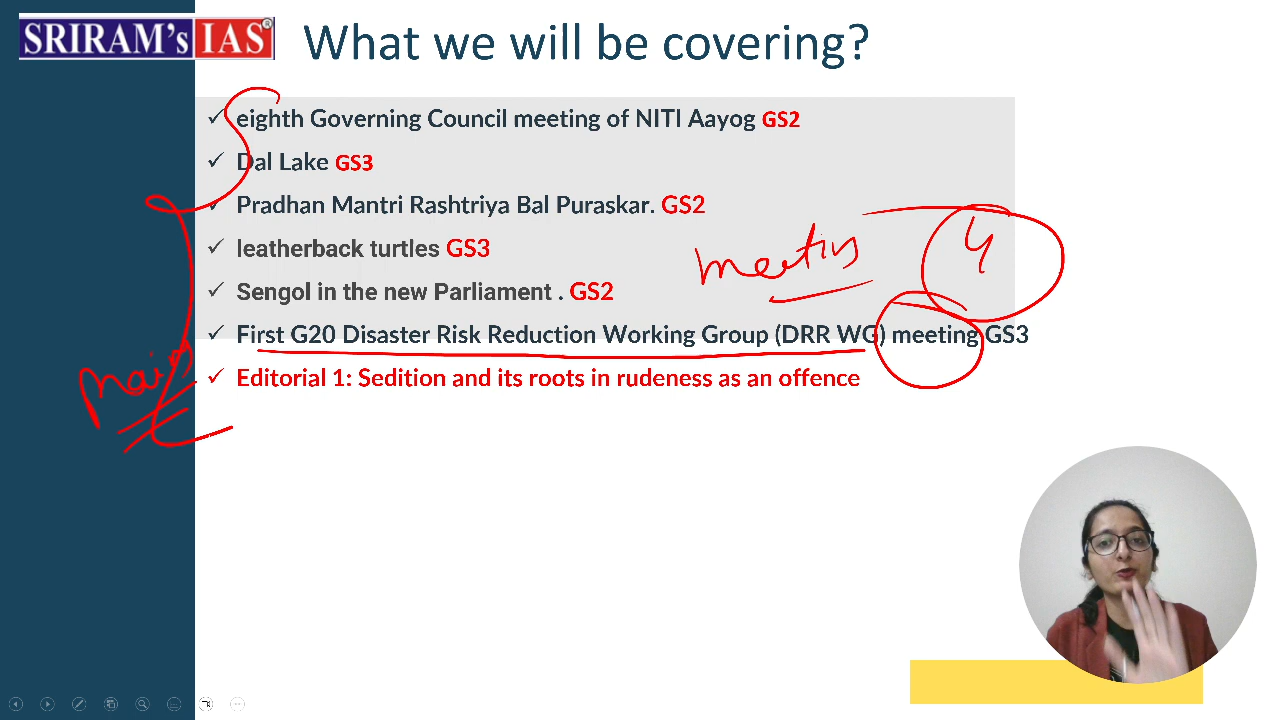 SRIRAM's IAS®
What we will be covering?
✓ eighth Governing Council meeting of NITI Aayog GS2
✓ Dal Lake GS3
✓ Pradhan Mantri Rashtriya Bal Puraskar. GS2
✓ leatherback turtles GS3
✓ Sengol in the new Parliament . GS2
✓ First G20 Disaster Risk Reduction Working Group (DRR WG) meeting GS3
✓ Editorial 1: Sedition and its roots in rudeness as an offence
meeting
4
Mains